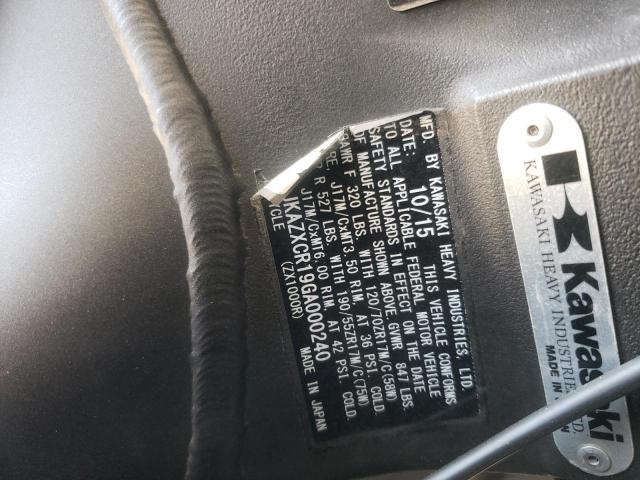 MFD. BY KAWASAKI HEAVY INDUSTRIES, LTD.
DATE: 10/15 THIS VEHICLE CONFORMS
TO ALL APPLICABLE FEDERAL MOTOR VEHICLE
SAFETY STANDARDS IN EFFECT ON THE DATE
OF MANUFACTURE SHOWN ABOVE. GVWR 847 LBS.
GAWR F 320 LBS. WITH 120/70ZR17M/C(58W)
RE, J17M/CxMT3.50 RIM. AT 36 PSI. COLD.
R 527 LBS. WITH 190/55ZR17M/C(75W)
J17M/CxMT6.00 RIM. AT 42 PSI. COLD.
JKAZXCR19GA000240 MADE IN JAPAN
CYCLE (ZX1000R)
Kawasaki
KAWASAKI HEAVY INDUSTRIES LTD.
MADE IN